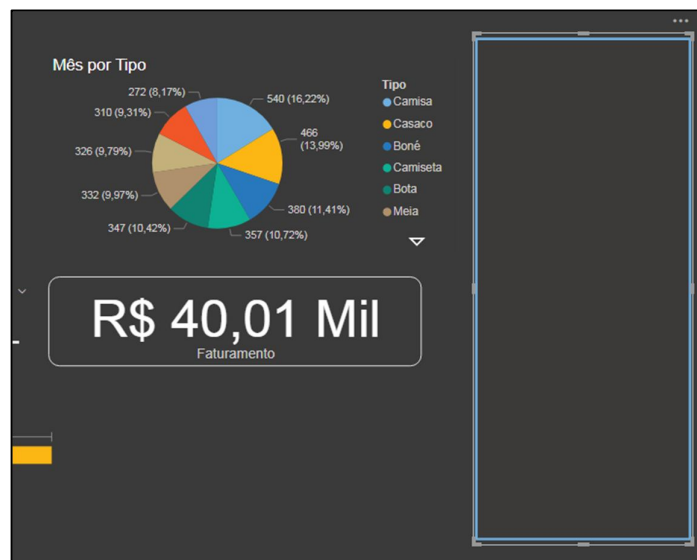 Mês por Tipo
272 (8,17%)
540 (16,22%)
310 (9,31%)
466
(13,99%)
326 (9,79%)
332 (9,97%)
380 (11,41%)
347 (10,42%)
357 (10,72%)
Tipo
Camisa
Casaco
Boné
Camiseta
Bota
Meia
R$ 40,01 Mil
Faturamento